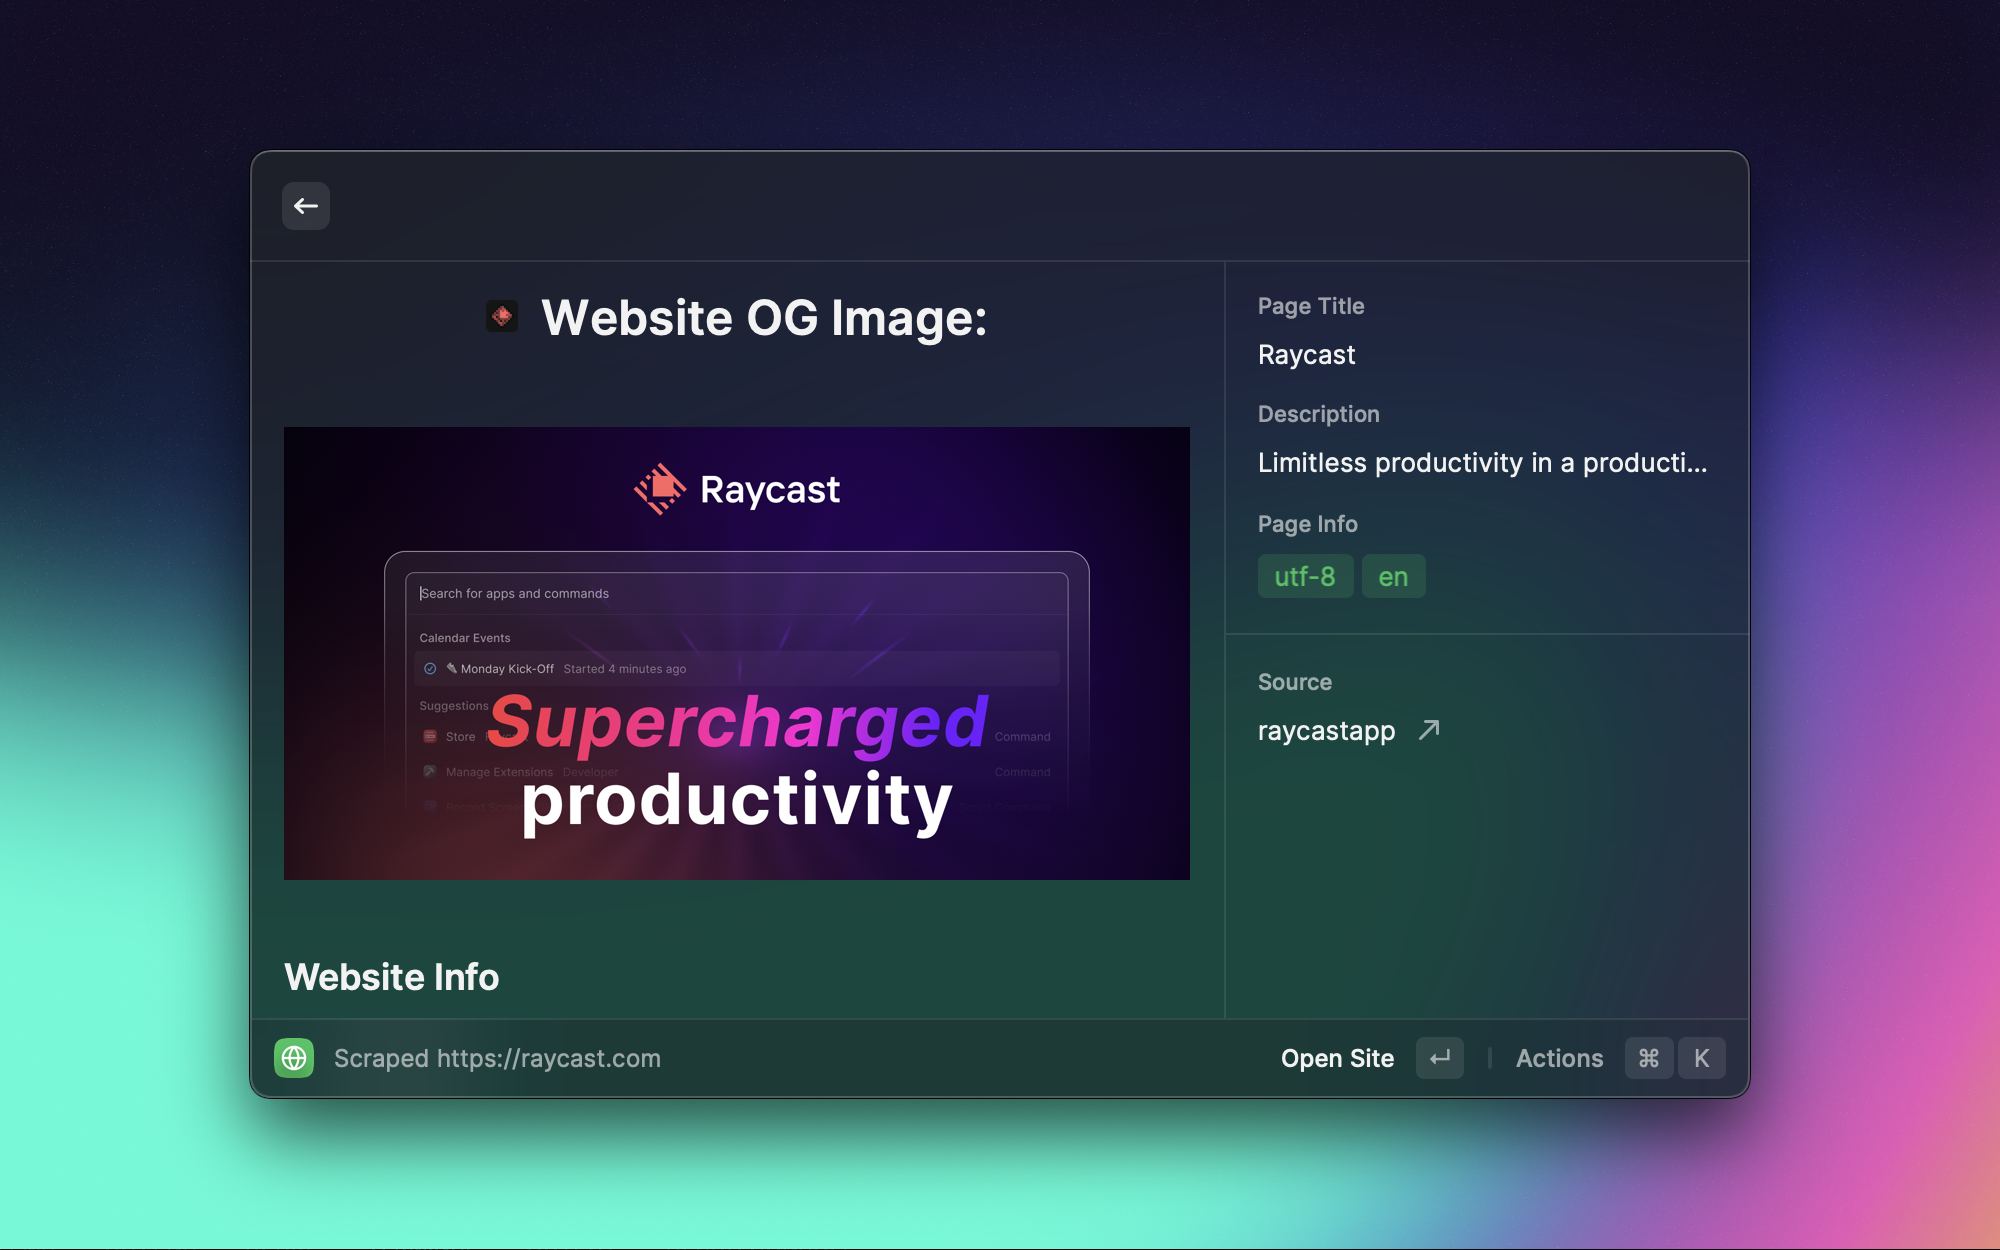 Website OG Image:
Raycast
Search for apps and commands
Calendar Events
Monday Kick-Off Started 4 minutes ago
Suggestions
Store Command
Supercharged
Manage Extensions Developer Command
productivity
Website Info
Page Title
Raycast
Description
Limitless productivity in a producti...
Page Info
utf-8 en
Source
raycastapp
Scraped https://raycast.com
Open Site
Actions ⌘ K